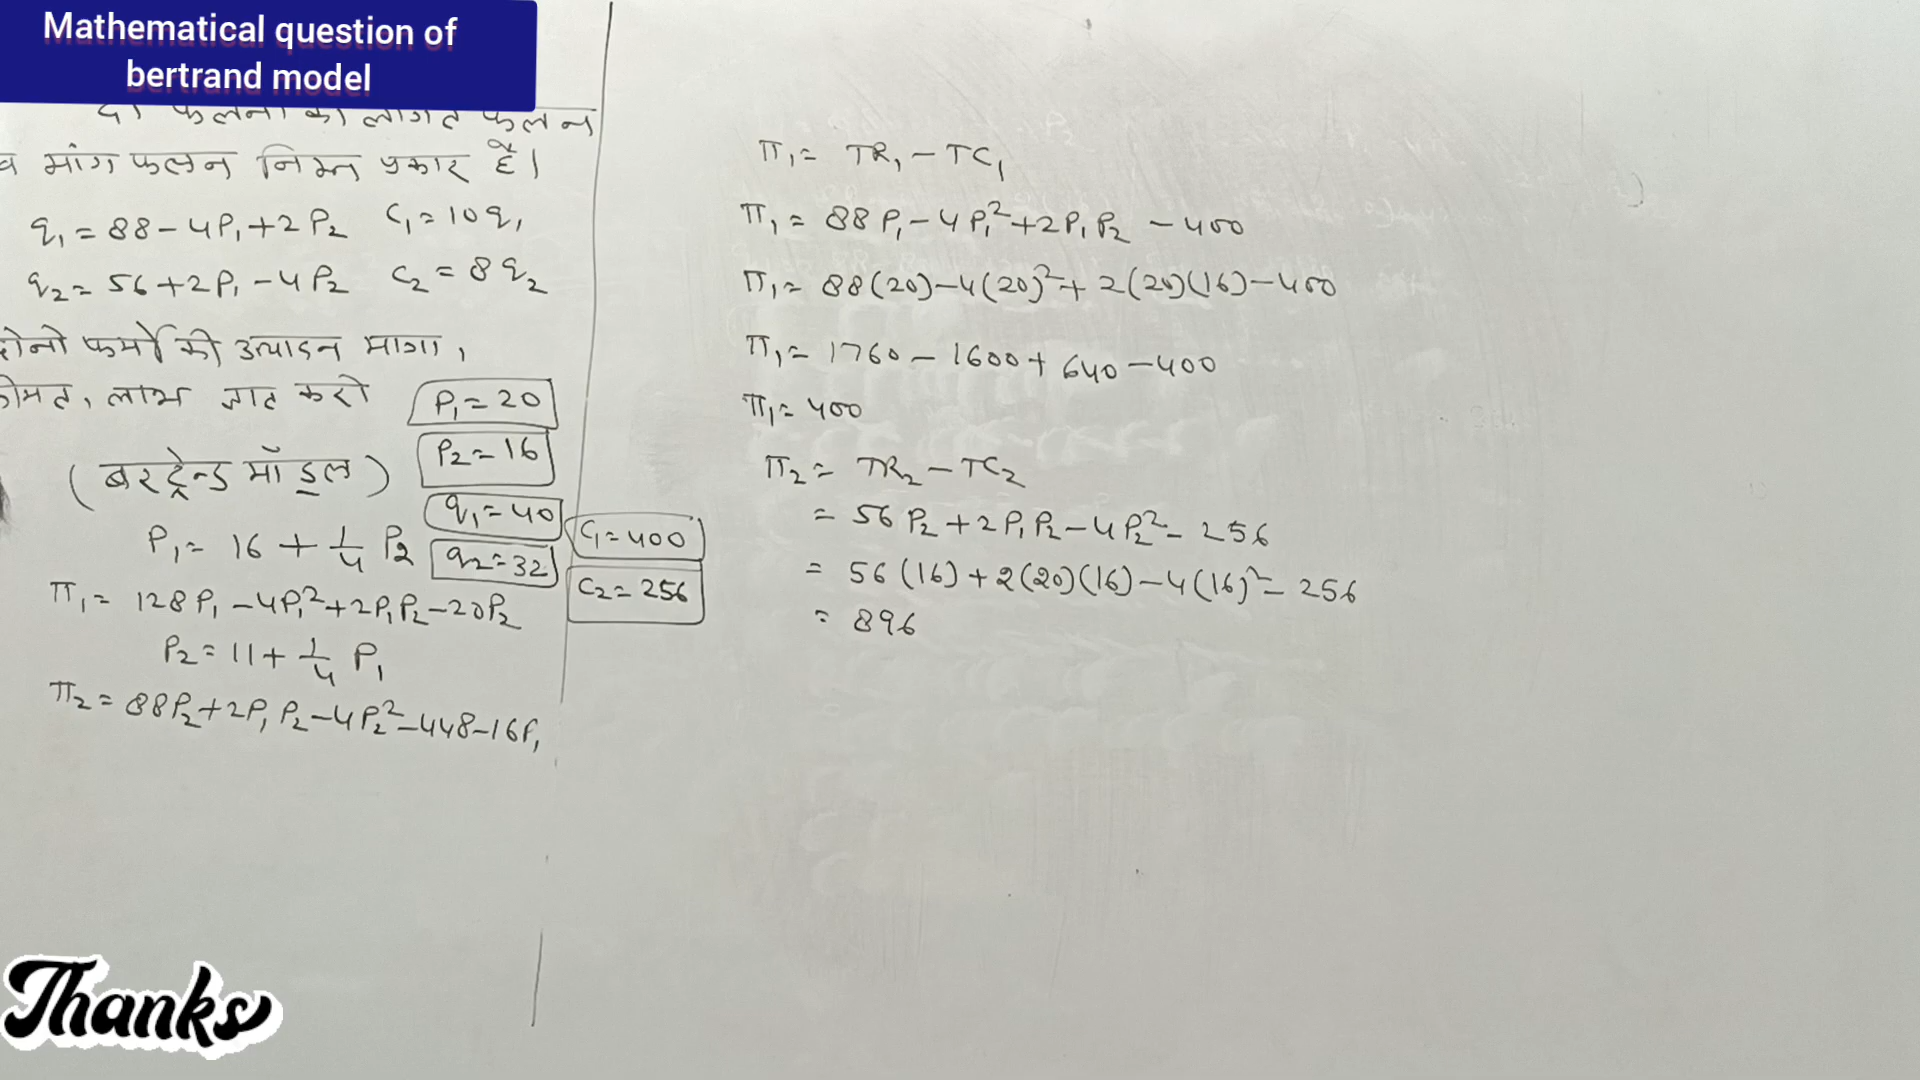 Mathematical question of
bertrand model
दो फलनों का लागत फलन
व मांग फलन निम्न प्रकार है।
q₁ = 88 - 4P₁ + 2P₂ C₁ = 10q₁
q₂ = 56 + 2P₁ - 4P₂ C₂ = 8q₂
दोनो फर्मो की उत्पादन मात्रा,
कीमत, लाभ ज्ञात करो
P₁ = 20
(बरट्रेन्ड मॉडल)
P₂ = 16
q₁ = 40
C₁ = 400
P₁ = 16 + 1/4 P₂
q₂ = 32
C₂ = 256
π₁ = 128P₁ - 4P₁² + 2P₁P₂ - 20P₂
P₂ = 11 + 1/4 P₁
π₂ = 88P₂ + 2P₁P₂ - 4P₂² - 448 - 16P₁
π₁ = TR₁ - TC₁
π₁ = 88P₁ - 4P₁² + 2P₁P₂ - 400
π₁ = 88(20) - 4(20)² + 2(20)(16) - 400
π₁ = 1760 - 1600 + 640 - 400
π₁ = 400
π₂ = TR₂ - TC₂
= 56P₂ + 2P₁P₂ - 4P₂² - 256
= 56(16) + 2(20)(16) - 4(16)² - 256
= 896
Thanks